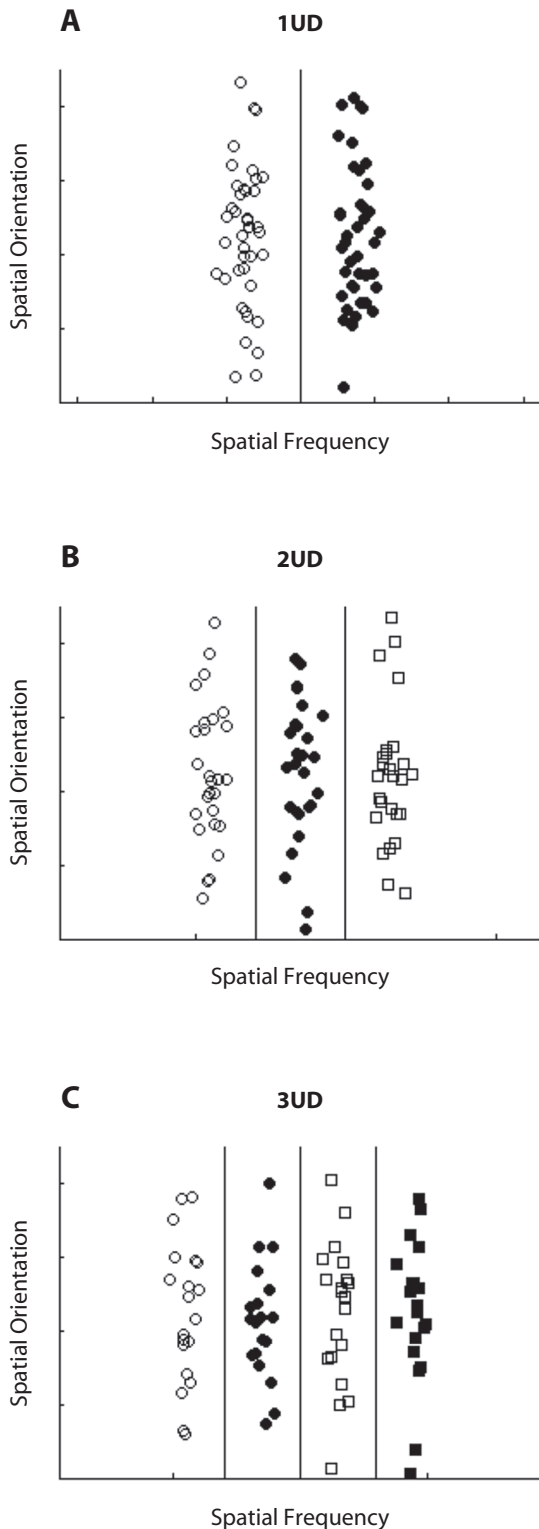 A
1UD
Spatial Orientation
Spatial Frequency
B
2UD
Spatial Orientation
Spatial Frequency
C
3UD
Spatial Orientation
Spatial Frequency